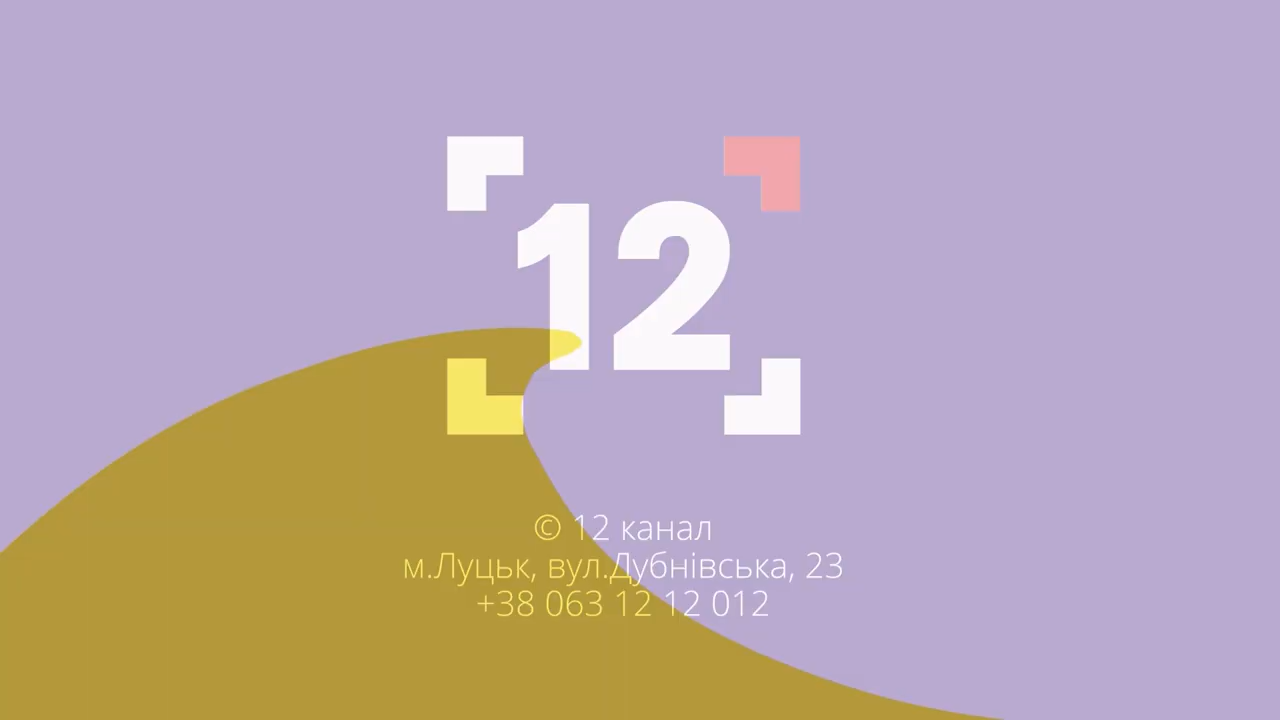 12
© 12 канал
м.Луцьк, вул.Дубнівська, 23
+38 063 12 12 012